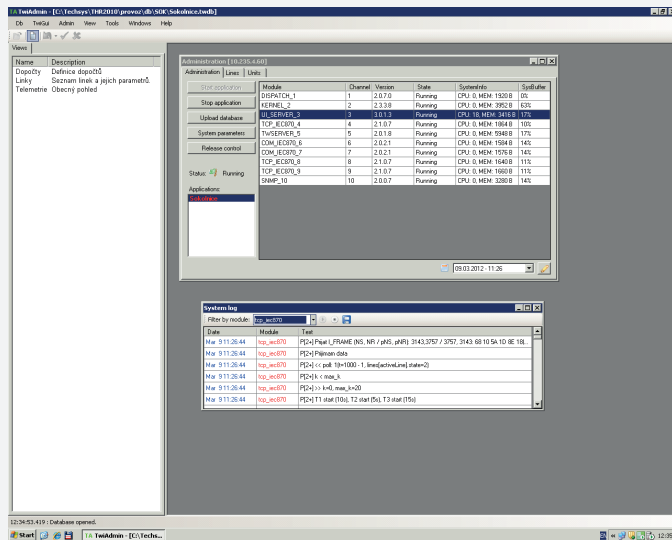 TA TwiAdmin - [C:\Techsys\THR2010\provoz\db\SOK\Sokolnice.twdb]
Db TwiGui Admin View Tools Windows Help
Views
Name Description
Dopočty Definice dopočtů
Linky Seznam linek a jejich parametrů.
Telemetrie Obecný pohled
Administration [10.235.4.60]
Administration Lines Units
Start application
Stop application
Upload database
System parameters
Release control
Status: Running
Applications:
Sokolnice
Module Channel Version State SystemInfo SysBuffer
DISPATCH_1 1 2.0.7.0 Running CPU: 0, MEM: 1920 B 0%
KERNEL_2 2 2.3.3.8 Running CPU: 0, MEM: 3952 B 63%
UI_SERVER_3 3 3.0.1.3 Running CPU: 18, MEM: 3416 B 17%
TCP_IEC870_4 4 2.1.0.7 Running CPU: 0, MEM: 1864 B 10%
TWSERVER_5 5 2.0.1.8 Running CPU: 0, MEM: 5948 B 17%
COM_IEC870_6 6 2.0.2.1 Running CPU: 0, MEM: 1584 B 14%
COM_IEC870_7 7 2.0.2.1 Running CPU: 0, MEM: 1576 B 14%
TCP_IEC870_8 8 2.1.0.7 Running CPU: 0, MEM: 1640 B 11%
TCP_IEC870_9 9 2.1.0.7 Running CPU: 0, MEM: 1660 B 11%
SNMP_10 10 2.0.0.7 Running CPU: 0, MEM: 3280 B 14%
09.03.2012 - 11:26
System log
Filter by module: tcp_iec870
Date Module Text
Mar 9 11:26:44 tcp_iec870 P[2+] Prijat I_FRAME (NS, NR / pNS, pNR): 3143,3757 / 3757, 3143: 68 10 5A 1D 8E 18(...
Mar 9 11:26:44 tcp_iec870 P[2+] Prijimam data
Mar 9 11:26:44 tcp_iec870 P[2+] << poll: 1(t=1000 - 1, lines[activeLine].state=2)
Mar 9 11:26:44 tcp_iec870 P[2+] k < max_k.
Mar 9 11:26:44 tcp_iec870 P[2+] >> k=0, max_k=20
Mar 9 11:26:44 tcp_iec870 P[2+] T1 start (10s), T2 start (5s), T3 start (15s)
12:34:53.419 : Database opened.
Start TA TwiAdmin - [C:\Techs... EN 12:35